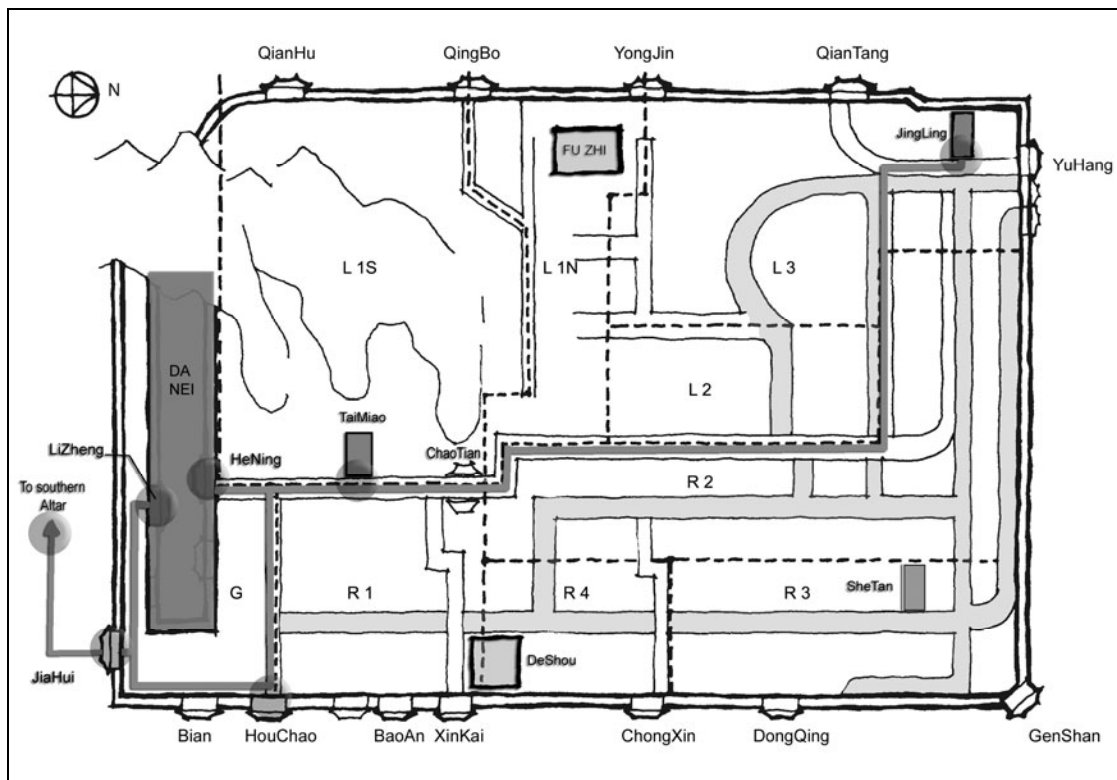 QianHu
QingBo
YongJin
QianTang
N
JingLing
FU ZHI
YuHang
L 1S
L 1N
L 3
DA
NEI
L 2
TaiMiao
LiZheng
HeNing
ChaoTian
To southern
Altar
R 2
G
R 1
R 4
R 3
SheTan
DeShou
JiaHui
Bian
HouChao
BaoAn
XinKai
ChongXin
DongQing
GenShan